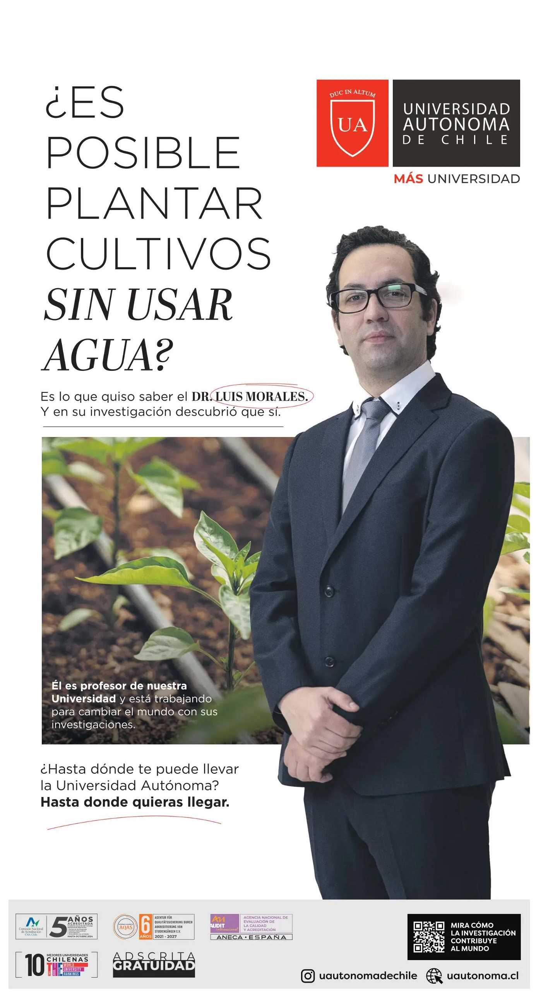 ¿ES
POSIBLE
PLANTAR
CULTIVOS
SIN USAR
AGUA?
DUC IN ALTUM
UA
UNIVERSIDAD
AUTONOMA
DE CHILE
MÁS UNIVERSIDAD
Es lo que quiso saber el DR. LUIS MORALES.
Y en su investigación descubrió que sí.
Él es profesor de nuestra
Universidad y está trabajando
para cambiar el mundo con sus
investigaciones.
¿Hasta dónde te puede llevar
la Universidad Autónoma?
Hasta donde quieras llegar.
Comisión Nacional
de Acreditación
CNA-Chile
5 AÑOS
ACREDITADA
HASTA OCTUBRE 2024
AQAS
6
AÑOS
AGENTUR FÜR
QUALITÄTSSICHERUNG DURCH
AKKREDITIERUNG VON
STUDIENGÄNGEN E.V.
2021 - 2027
AUDIT
internacional
AGENCIA NACIONAL DE
EVALUACIÓN DE
LA CALIDAD
Y ACREDITACIÓN
ANECA • ESPAÑA
10
MEJORES UNIVERSIDADES
CHILENAS
THE
WORLD
UNIVERSITY
RANKINGS
ADSCRITA
GRATUIDAD
MIRA CÓMO
LA INVESTIGACIÓN
CONTRIBUYE
AL MUNDO
uautonomadechile
uautonoma.cl